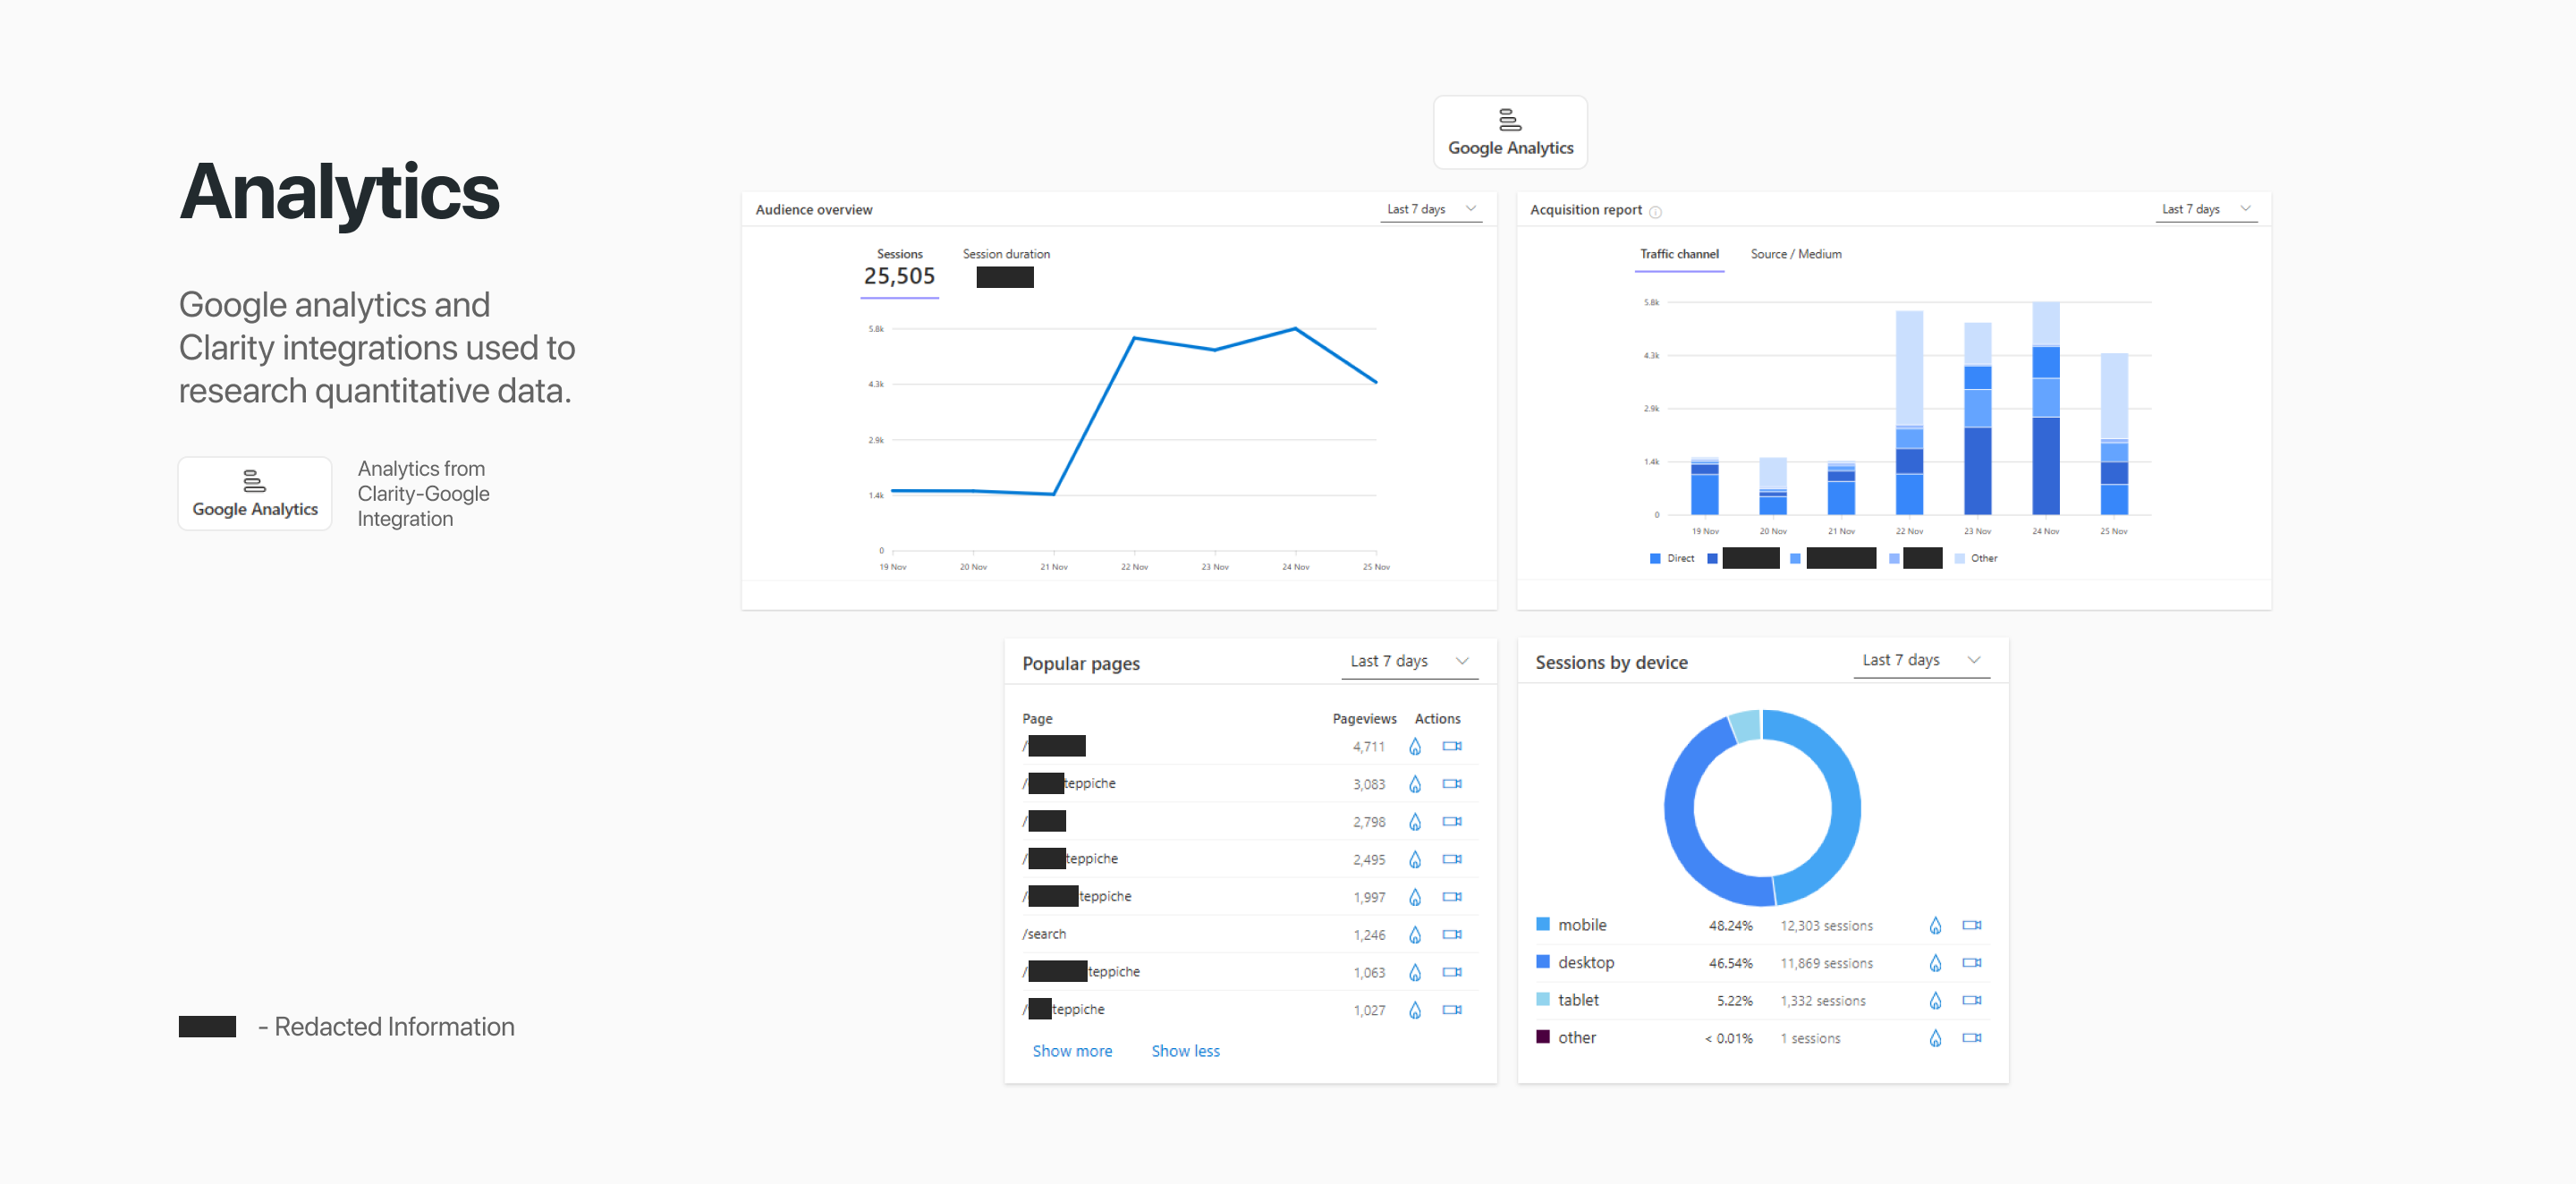 Analytics
Google analytics and
Clarity integrations used to
research quantitative data.
Google Analytics
Analytics from
Clarity-Google
Integration
- Redacted Information
Google Analytics
Audience overview
Last 7 days
Sessions
Session duration
25,505
5.8k
4.3k
2.9k
1.4k
0
19 Nov 20 Nov 21 Nov 22 Nov 23 Nov 24 Nov 25 Nov
Acquisition report
Last 7 days
Traffic channel
Source / Medium
5.8k
4.3k
2.9k
1.4k
0
19 Nov 20 Nov 21 Nov 22 Nov 23 Nov 24 Nov 25 Nov
Direct
Other
Popular pages
Last 7 days
Page Pageviews Actions
/ 4,711
/ teppiche 3,083
/ 2,798
/ teppiche 2,495
/ teppiche 1,997
/search 1,246
/ teppiche 1,063
/ teppiche 1,027
Show more Show less
Sessions by device
Last 7 days
mobile 48.24% 12,303 sessions
desktop 46.54% 11,869 sessions
tablet 5.22% 1,332 sessions
other < 0.01% 1 sessions